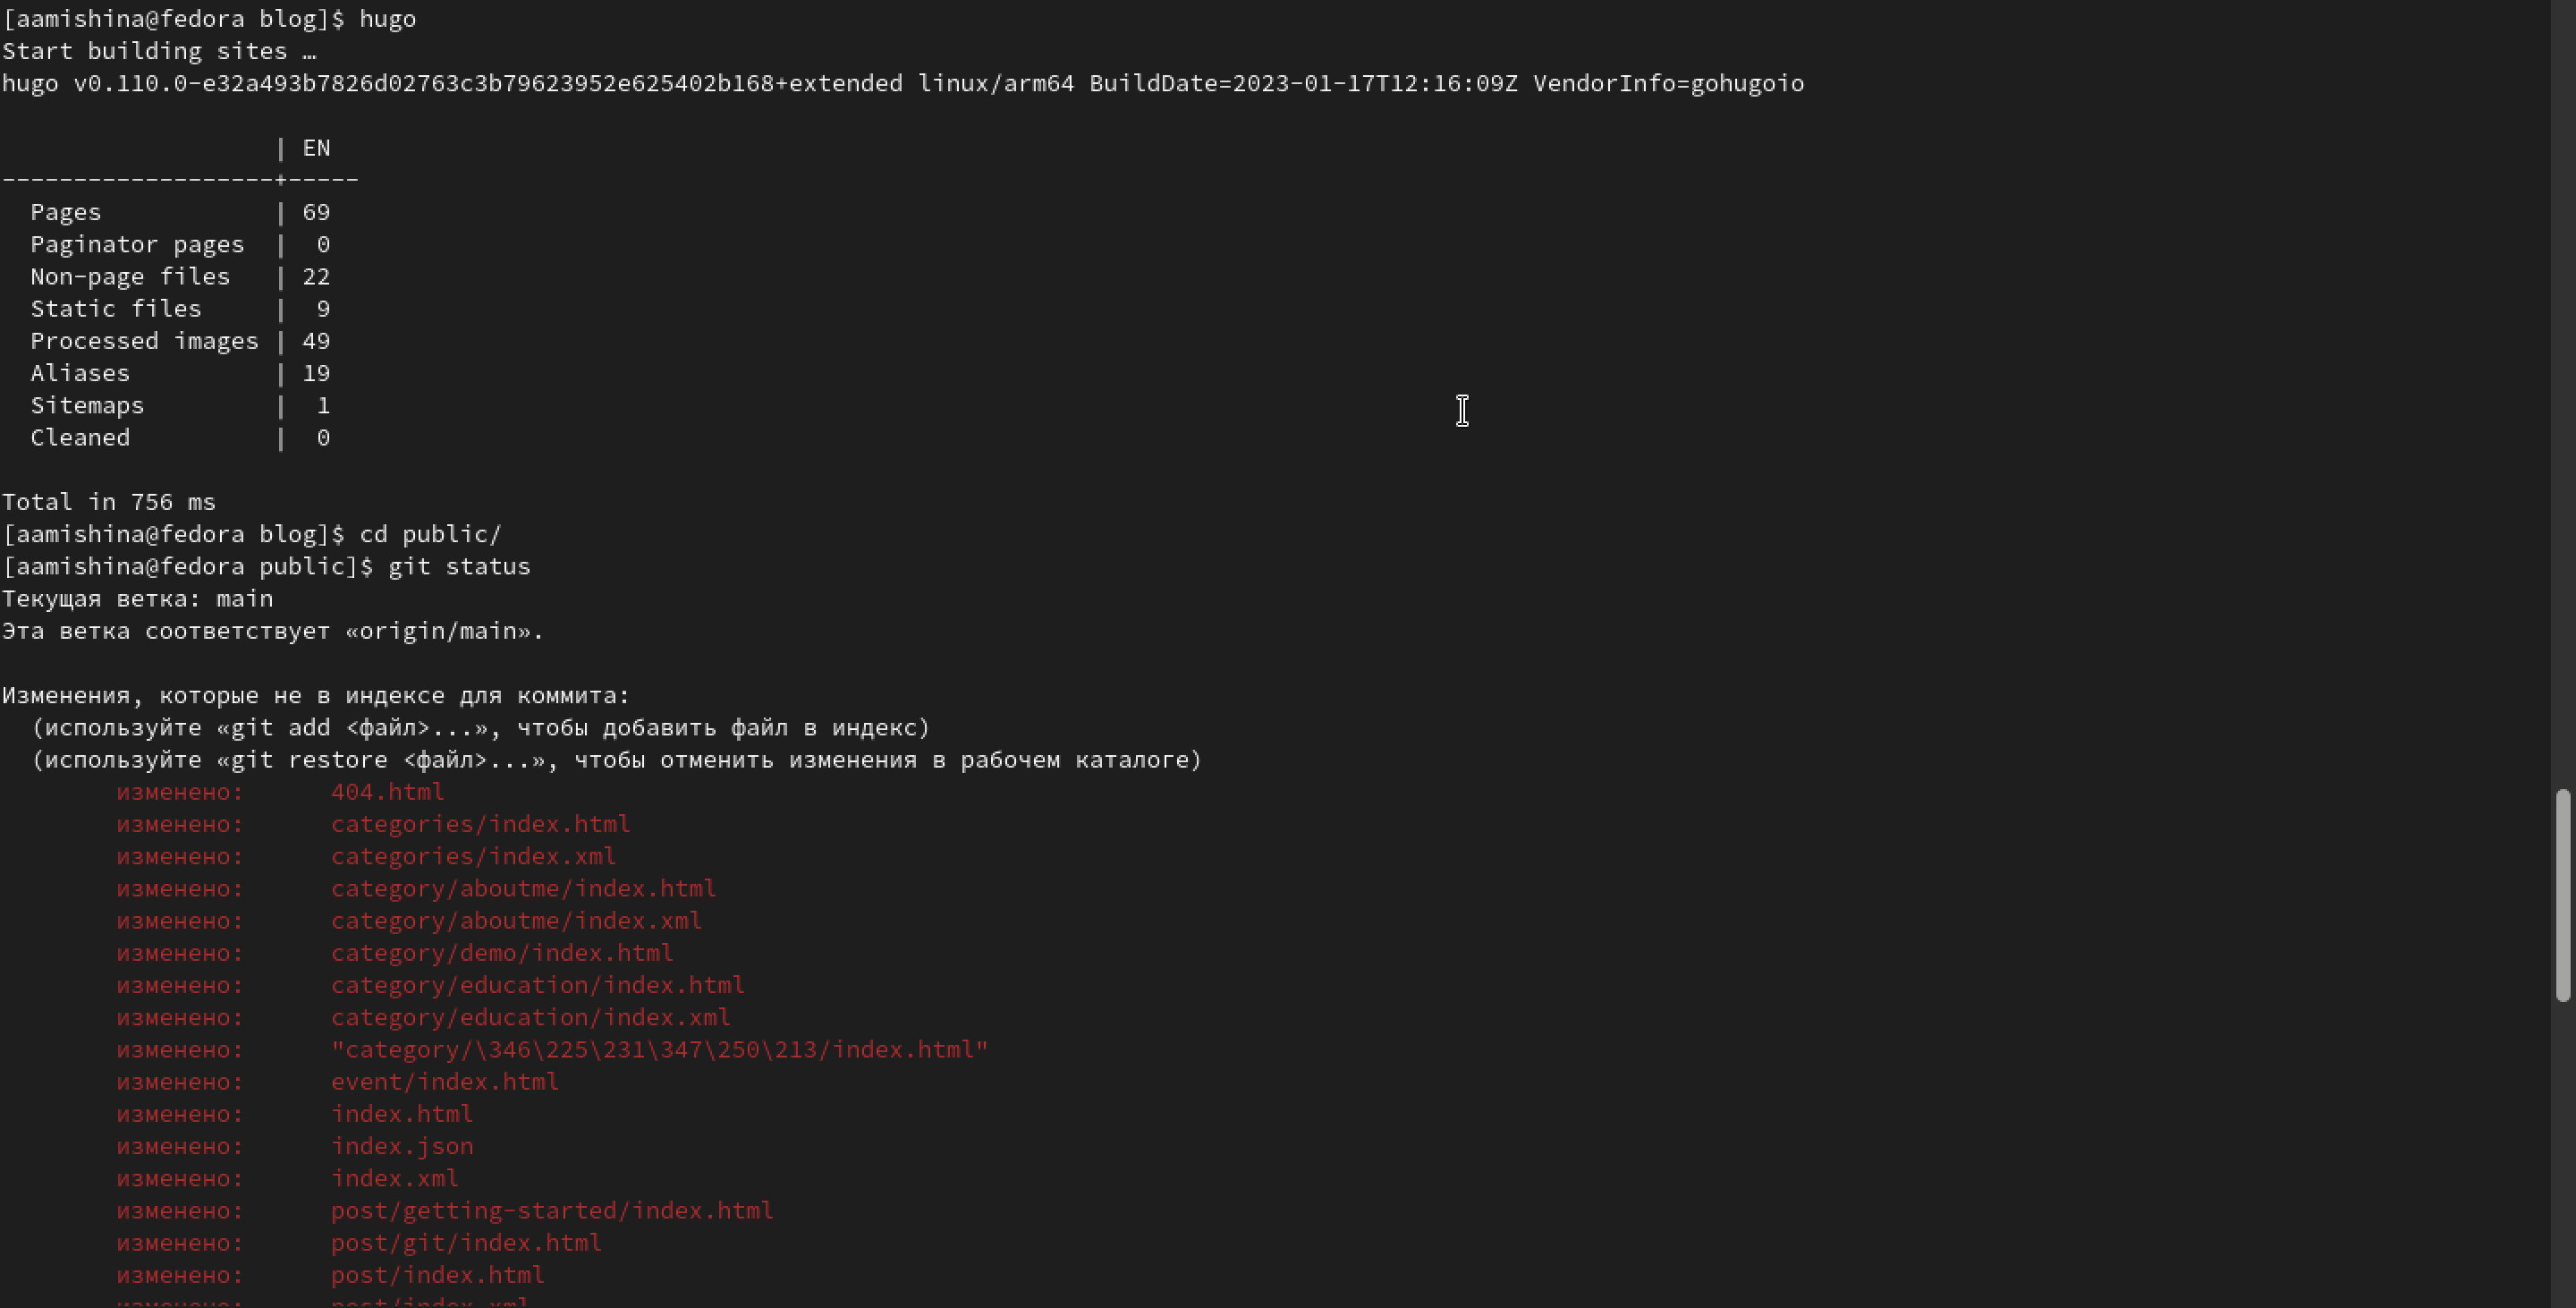 [aamishina@fedora blog]$ hugo
Start building sites …
hugo v0.110.0-e32a493b7826d02763c3b79623952e625402b168+extended linux/arm64 BuildDate=2023-01-17T12:16:09Z VendorInfo=gohugoio
                   | EN
-------------------+-----
  Pages            | 69
  Paginator pages  |  0
  Non-page files   | 22
  Static files     |  9
  Processed images | 49
  Aliases          | 19
  Sitemaps         |  1
  Cleaned          |  0
Total in 756 ms
[aamishina@fedora blog]$ cd public/
[aamishina@fedora public]$ git status
Текущая ветка: main
Эта ветка соответствует «origin/main».
Изменения, которые не в индексе для коммита:
  (используйте «git add <файл>...», чтобы добавить файл в индекс)
  (используйте «git restore <файл>...», чтобы отменить изменения в рабочем каталоге)
        изменено:      404.html
        изменено:      categories/index.html
        изменено:      categories/index.xml
        изменено:      category/aboutme/index.html
        изменено:      category/aboutme/index.xml
        изменено:      category/demo/index.html
        изменено:      category/education/index.html
        изменено:      category/education/index.xml
        изменено:      "category/\346\225\231\347\250\213/index.html"
        изменено:      event/index.html
        изменено:      index.html
        изменено:      index.json
        изменено:      index.xml
        изменено:      post/getting-started/index.html
        изменено:      post/git/index.html
        изменено:      post/index.html
        изменено:      post/index.xml